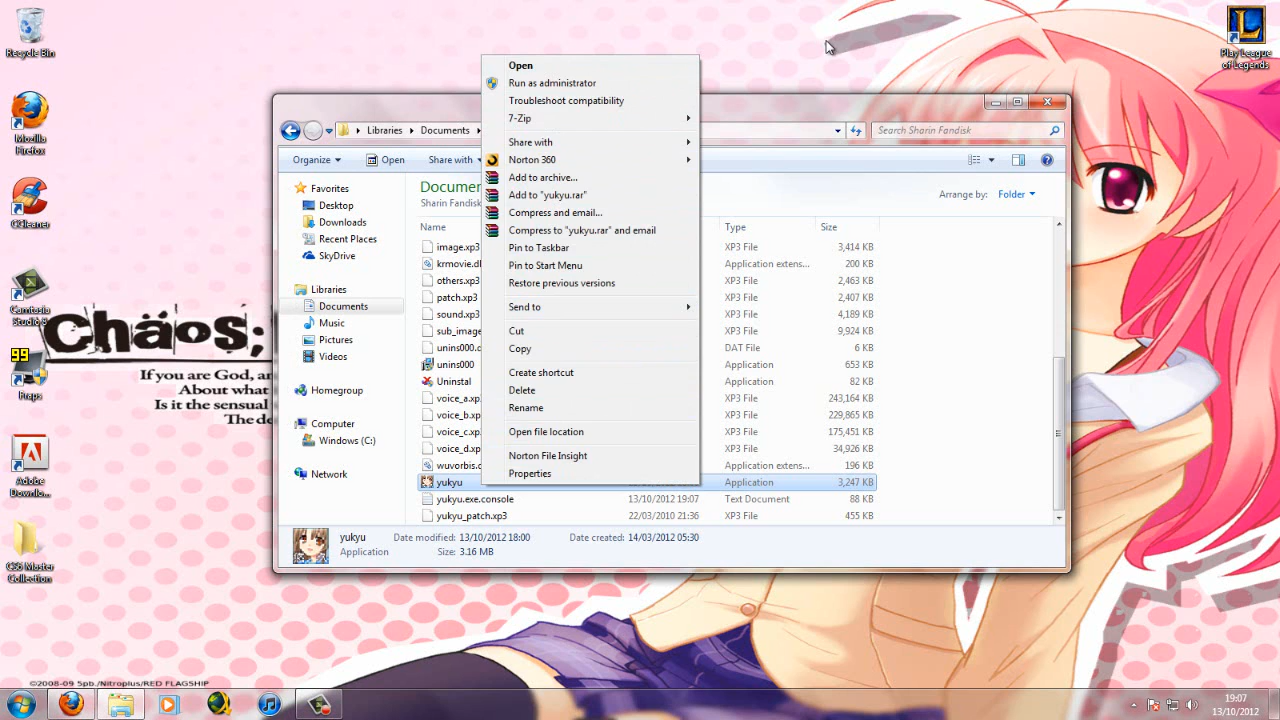 Recycle Bin
Mozilla
Firefox
CCleaner
Camtasia
Studio 8
99
Fraps
Adobe
Downlo...
CS6 Master
Collection
Play League
of Legends
Chäos;
If you are God, an
About what
Is it the sensual
The de
©2008-09 5pb./Nitroplus/RED FLAGSHIP
Libraries
Documents
Search Sharin Fandisk
Organize
Open
Share with
Favorites
Desktop
Downloads
Recent Places
SkyDrive
Libraries
Documents
Music
Pictures
Videos
Homegroup
Computer
Windows (C:)
Network
Documen
Sharin Fandisk
Arrange by: Folder
Name Type Size
image.xp3 XP3 File 3,414 KB
krmovie.dl Application extens... 200 KB
others.xp3 XP3 File 2,463 KB
patch.xp3 XP3 File 2,407 KB
sound.xp3 XP3 File 4,189 KB
sub_image XP3 File 9,924 KB
unins000.d DAT File 6 KB
unins000 Application 653 KB
Uninstal Application 82 KB
voice_a.xp XP3 File 243,164 KB
voice_b.xp XP3 File 229,865 KB
voice_c.xp XP3 File 175,451 KB
voice_d.xp XP3 File 34,926 KB
wuvorbis.d Application extens... 196 KB
yukyu Application 3,247 KB
yukyu.exe.console 13/10/2012 19:07 Text Document 88 KB
yukyu_patch.xp3 22/03/2010 21:36 XP3 File 455 KB
yukyu Date modified: 13/10/2012 18:00 Date created: 14/03/2012 05:30
Application Size: 3.16 MB
Open
Run as administrator
Troubleshoot compatibility
7-Zip
Share with
Norton 360
Add to archive...
Add to "yukyu.rar"
Compress and email...
Compress to "yukyu.rar" and email
Pin to Taskbar
Pin to Start Menu
Restore previous versions
Send to
Cut
Copy
Create shortcut
Delete
Rename
Open file location
Norton File Insight
Properties
19:07
13/10/2012